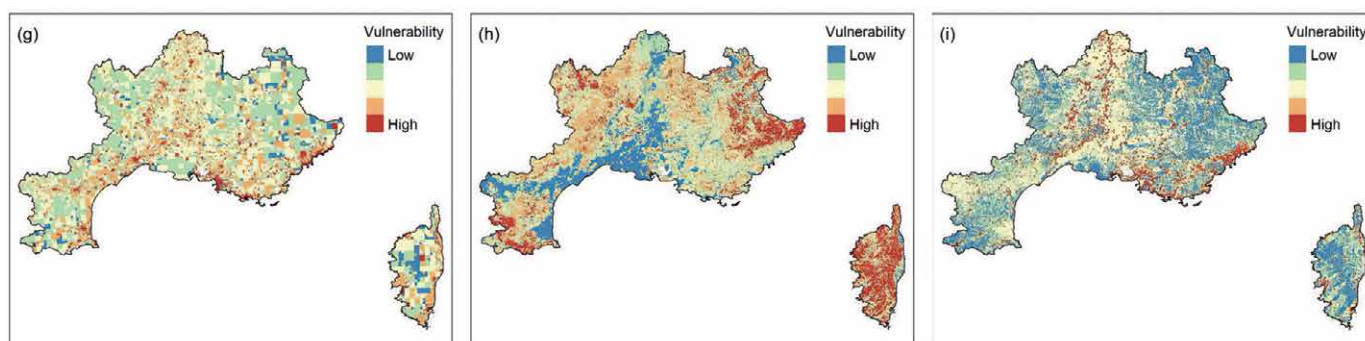 (g)
Vulnerability
Low
High
(h)
Vulnerability
Low
High
(i)
Vulnerability
Low
High